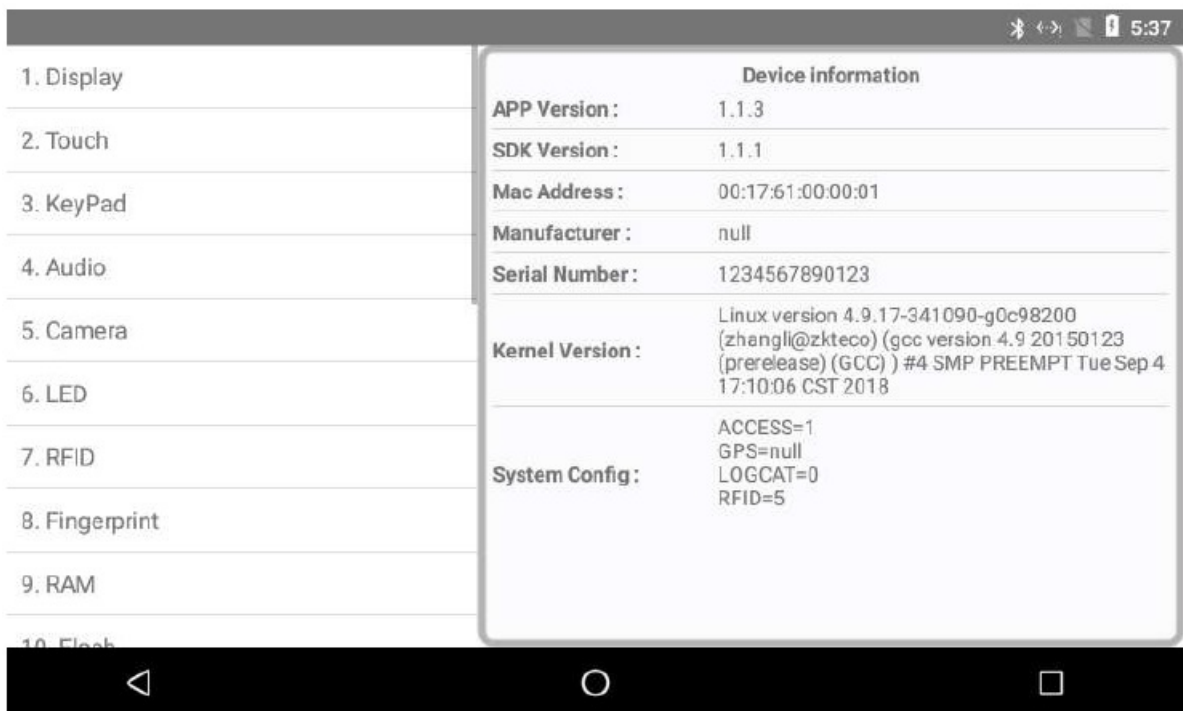 5:37
1. Display
2. Touch
3. KeyPad
4. Audio
5. Camera
6. LED
7. RFID
8. Fingerprint
9. RAM
Device information
APP Version : 1.1.3
SDK Version : 1.1.1
Mac Address : 00:17:61:00:00:01
Manufacturer : null
Serial Number : 1234567890123
Kernel Version :
Linux version 4.9.17-341090-g0c98200
(zhangli@zkteco) (gcc version 4.9 20150123
(prerelease) (GCC) ) #4 SMP PREEMPT Tue Sep 4
17:10:06 CST 2018
System Config :
ACCESS=1
GPS=null
LOGCAT=0
RFID=5